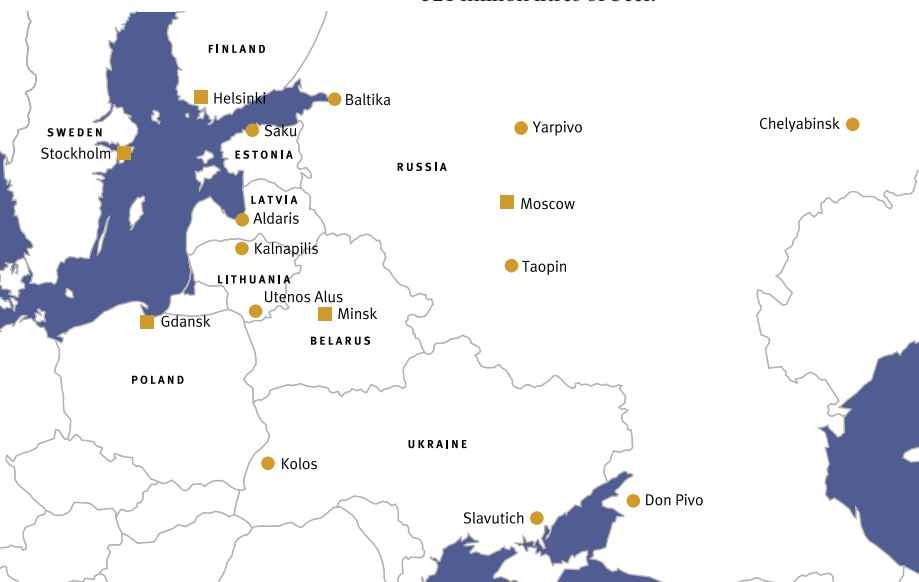 FINLAND
Helsinki
Baltika
Chelyabinsk
Yarpivo
SWEDEN
Saku
Stockholm
ESTONIA
RUSSIA
LATVIA
Moscow
Aldaris
Kalnapilis
Taopin
LITHUANIA
Utenos Alus
Minsk
Gdansk
BELARUS
POLAND
UKRAINE
Kolos
Don Pivo
Slavutich